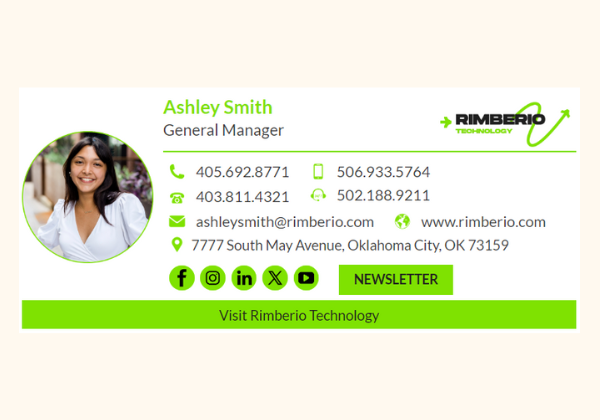 Ashley Smith
General Manager
RIMBERIO
TECHNOLOGY
405.692.8771 506.933.5764
403.811.4321 502.188.9211
ashleysmith@rimberio.com www.rimberio.com
7777 South May Avenue, Oklahoma City, OK 73159
NEWSLETTER
Visit Rimberio Technology